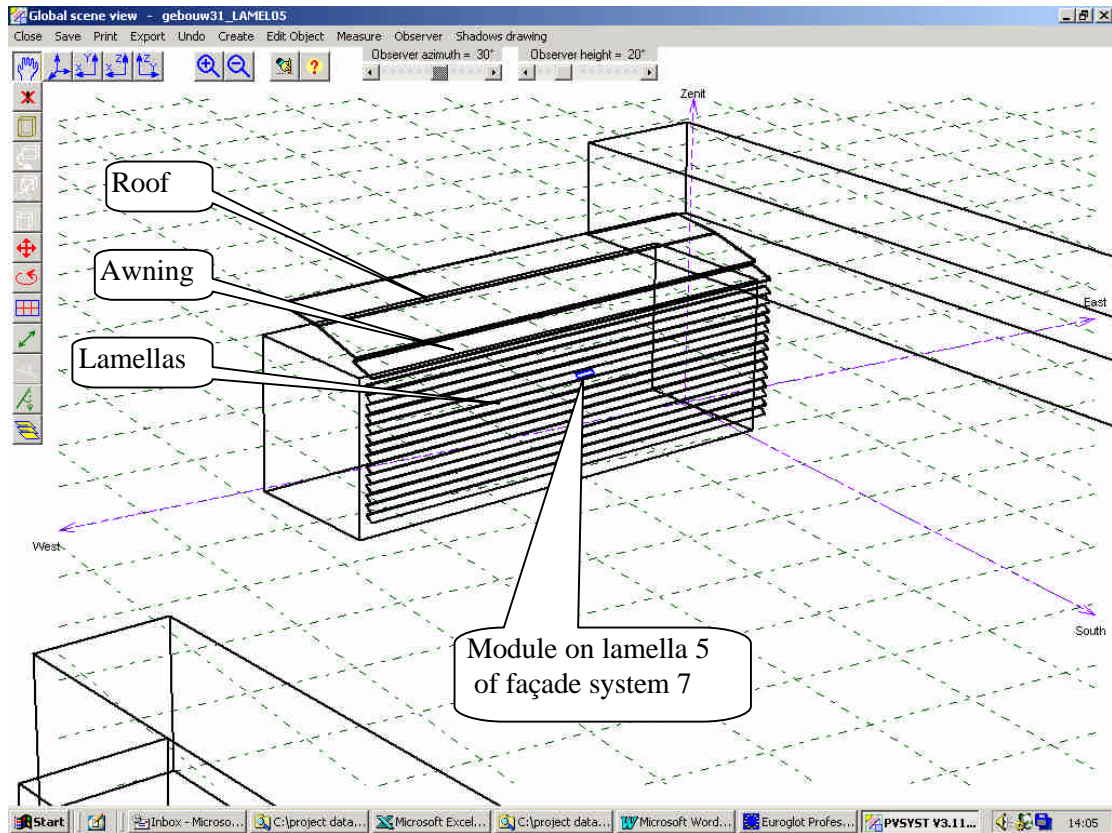 Global scene view - gebouw31_LAMEL05
Close Save Print Export Undo Create Edit Object Measure Observer Shadows drawing
Observer azimuth = 30° Observer height = 20°
Zenit
Roof
Awning
East
Lamellas
West
South
Module on lamella 5
of façade system 7
Start Inbox - Microso... C:\project data... Microsoft Excel... C:\project data... Microsoft Word... Euroglot Profes... PVSYST V3.11... 14:05